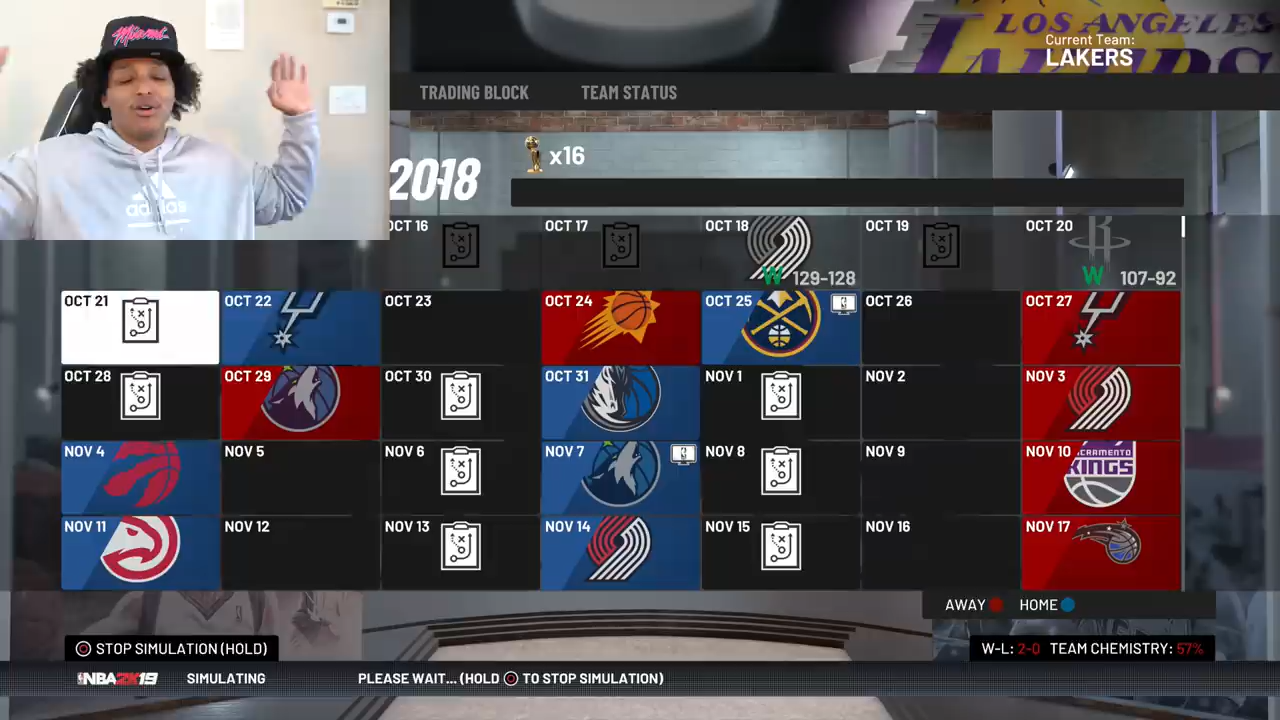 Miami
adidas
LOS ANGELES
LAKERS
Current Team:
LAKERS
TRADING BLOCK
TEAM STATUS
2018
x16
OCT 16
OCT 17
OCT 18
W 129-128
OCT 19
OCT 20
W 107-92
OCT 21
OCT 22
OCT 23
OCT 24
OCT 25
OCT 26
OCT 27
OCT 28
OCT 29
OCT 30
OCT 31
NOV 1
NOV 2
NOV 3
NOV 4
NOV 5
NOV 6
NOV 7
NOV 8
NOV 9
NOV 10
SACRAMENTO
KINGS
NOV 11
NOV 12
NOV 13
NOV 14
NOV 15
NOV 16
NOV 17
AWAY
HOME
STOP SIMULATION (HOLD)
W-L: 2-0 TEAM CHEMISTRY: 57%
NBA2K19
SIMULATING
PLEASE WAIT... (HOLD TO STOP SIMULATION)